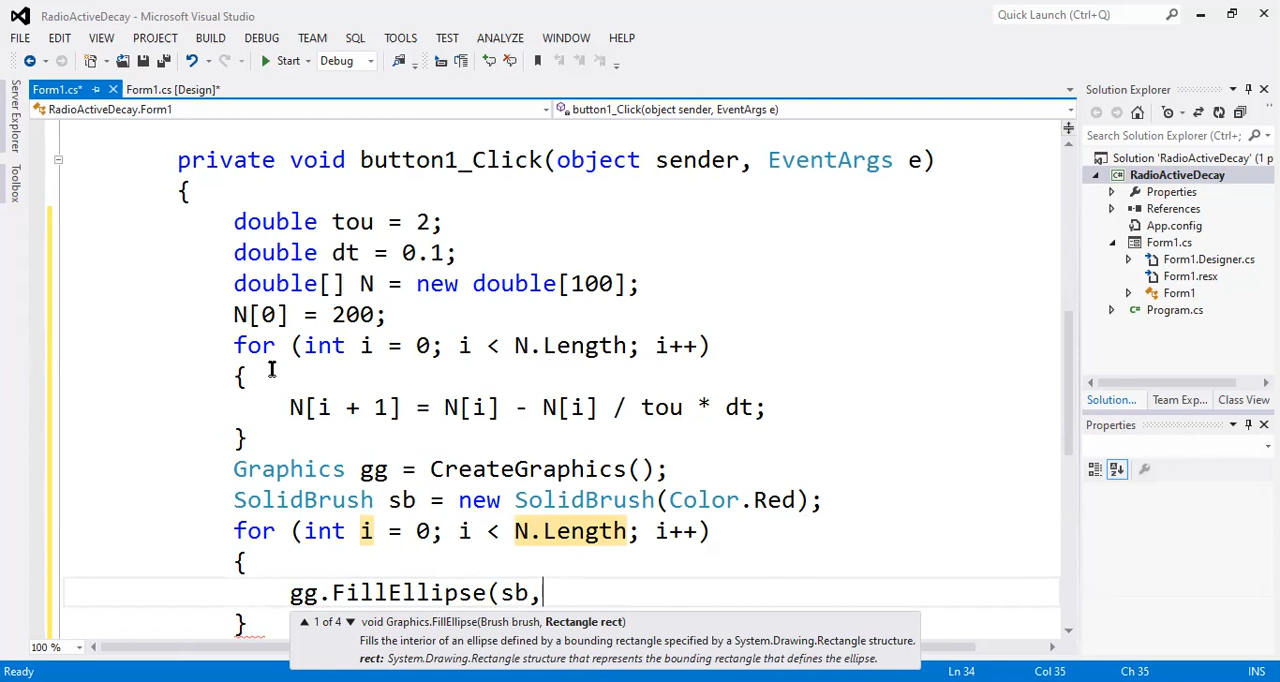 RadioActiveDecay - Microsoft Visual Studio
Quick Launch (Ctrl+Q)
FILE EDIT VIEW PROJECT BUILD DEBUG TEAM SQL TOOLS TEST ANALYZE WINDOW HELP
Start Debug
Form1.cs* Form1.cs [Design]*
RadioActiveDecay.Form1 button1_Click(object sender, EventArgs e)
Server Explorer
Toolbox
private void button1_Click(object sender, EventArgs e)
{
double tou = 2;
double dt = 0.1;
double[] N = new double[100];
N[0] = 200;
for (int i = 0; i < N.Length; i++)
{
N[i + 1] = N[i] - N[i] / tou * dt;
}
Graphics gg = CreateGraphics();
SolidBrush sb = new SolidBrush(Color.Red);
for (int i = 0; i < N.Length; i++)
{
gg.FillEllipse(sb,
}
1 of 4 void Graphics.FillEllipse(Brush brush, Rectangle rect)
Fills the interior of an ellipse defined by a bounding rectangle specified by a System.Drawing.Rectangle structure.
rect: System.Drawing.Rectangle structure that represents the bounding rectangle that defines the ellipse.
100 %
Solution Explorer
Search Solution Explorer (Ctrl+;
Solution 'RadioActiveDecay' (1 p
RadioActiveDecay
Properties
References
App.config
Form1.cs
Form1.Designer.cs
Form1.resx
Form1
Program.cs
Solution... Team Exp... Class View
Properties
Ready Ln 34 Col 35 Ch 35 INS